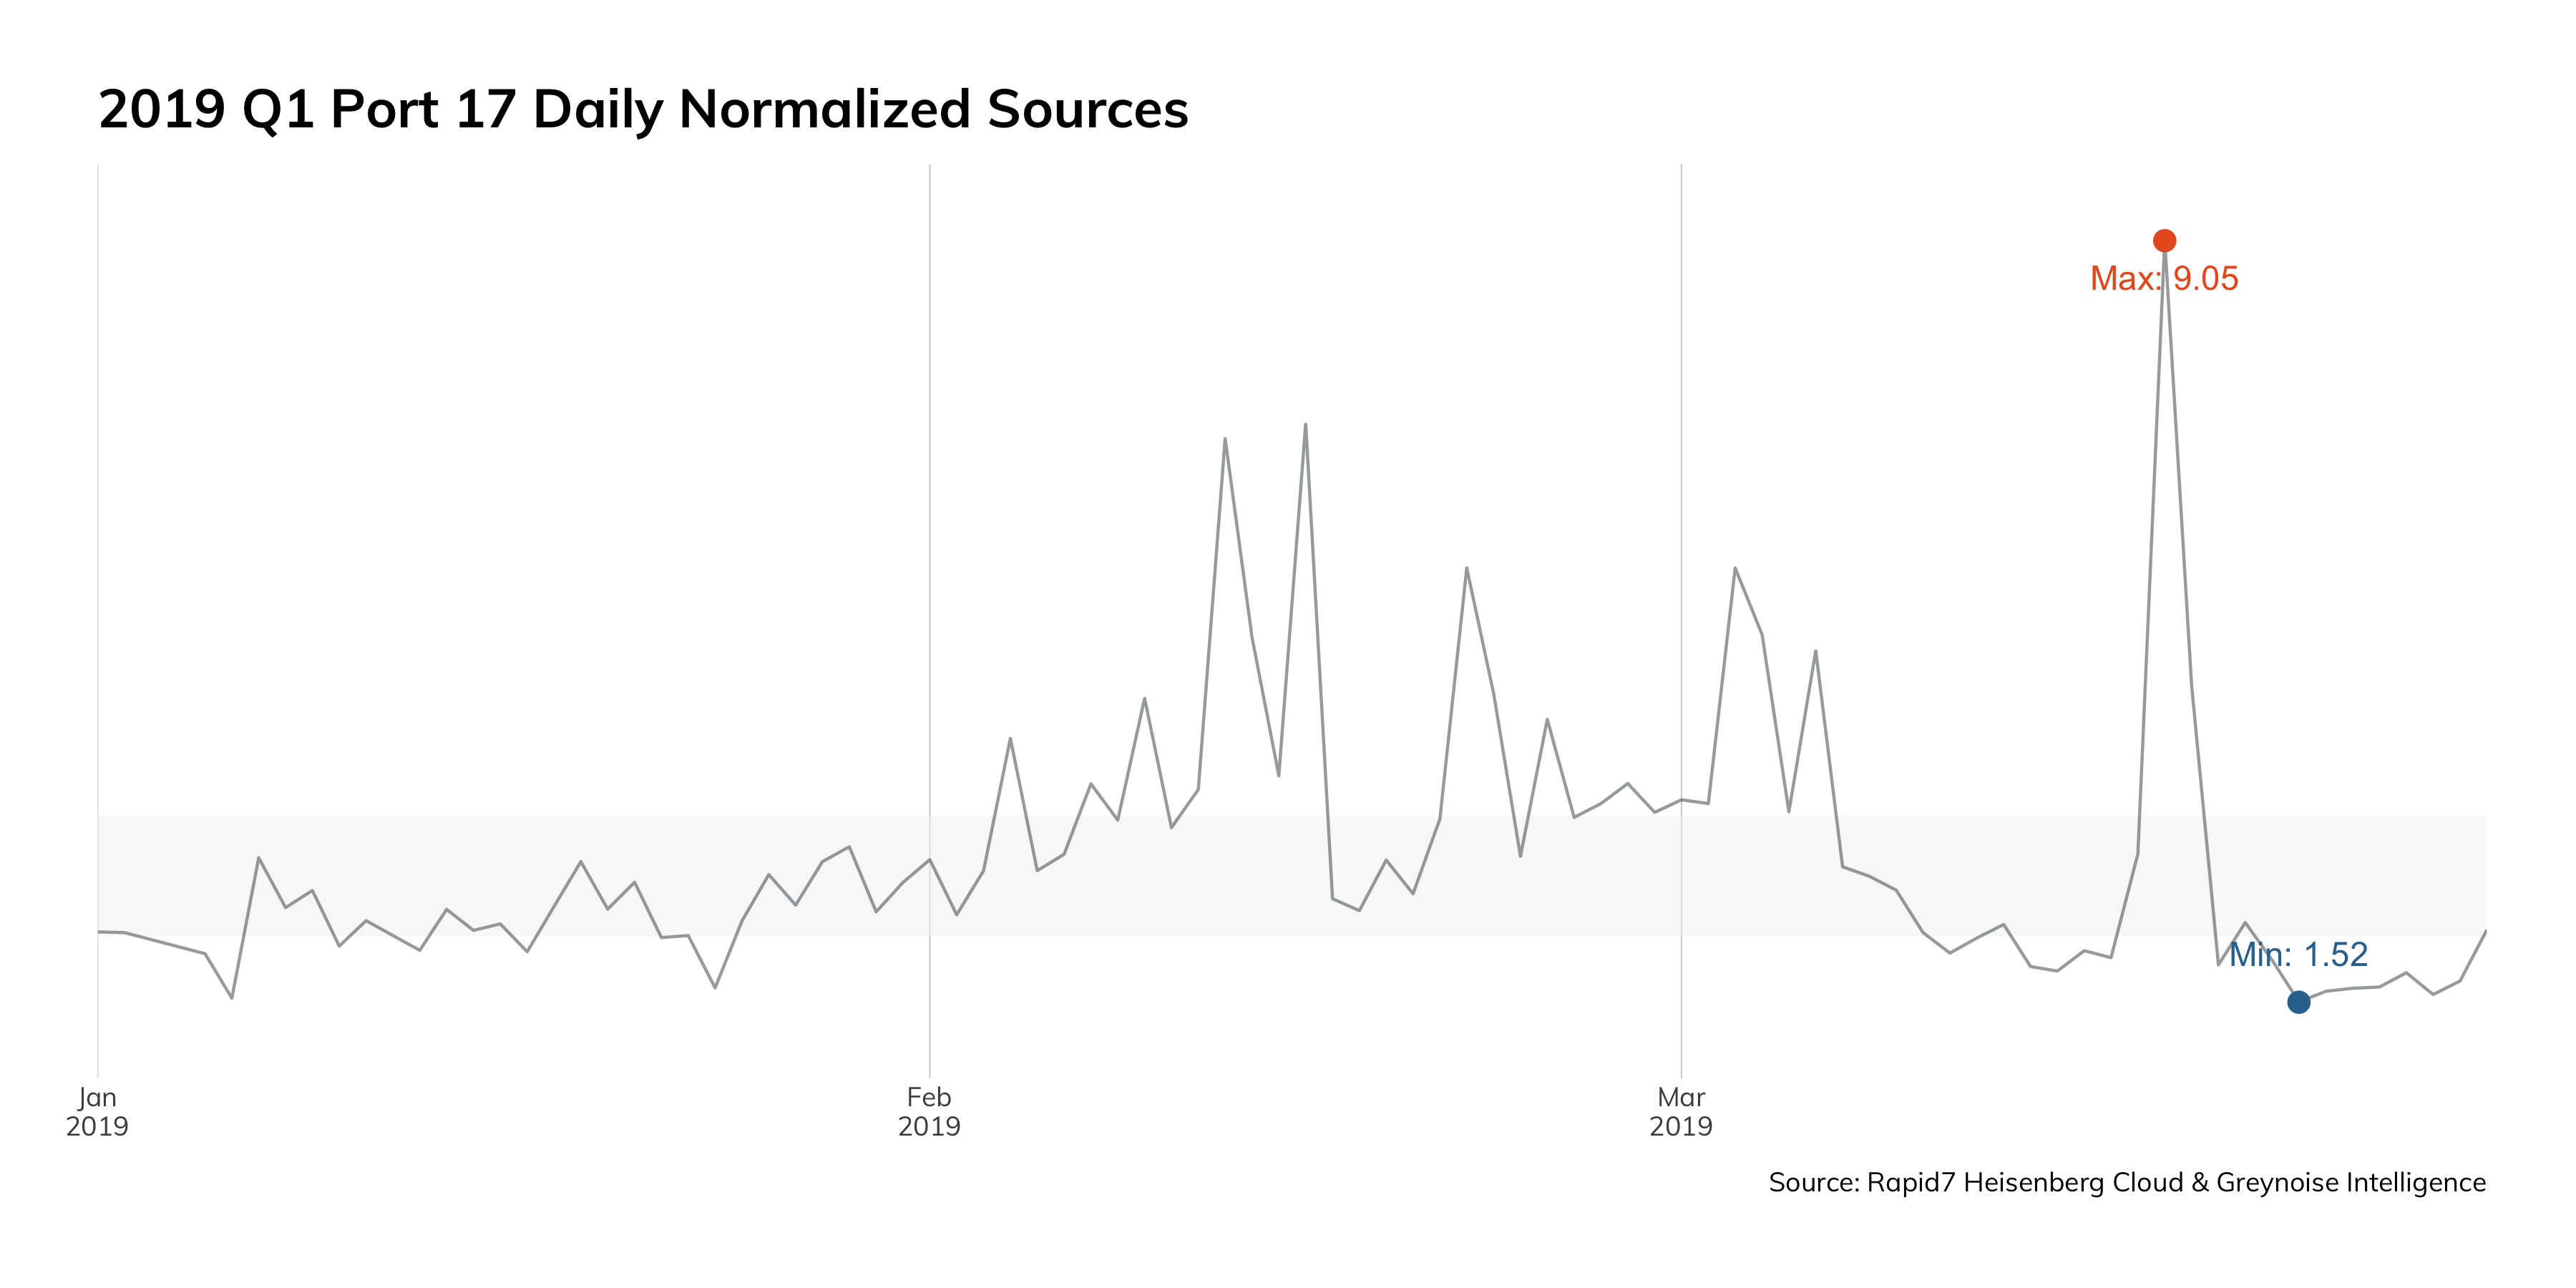 2019 Q1 Port 17 Daily Normalized Sources
Max: 9.05
Min: 1.52
Jan
2019
Feb
2019
Mar
2019
Source: Rapid7 Heisenberg Cloud & Greynoise Intelligence